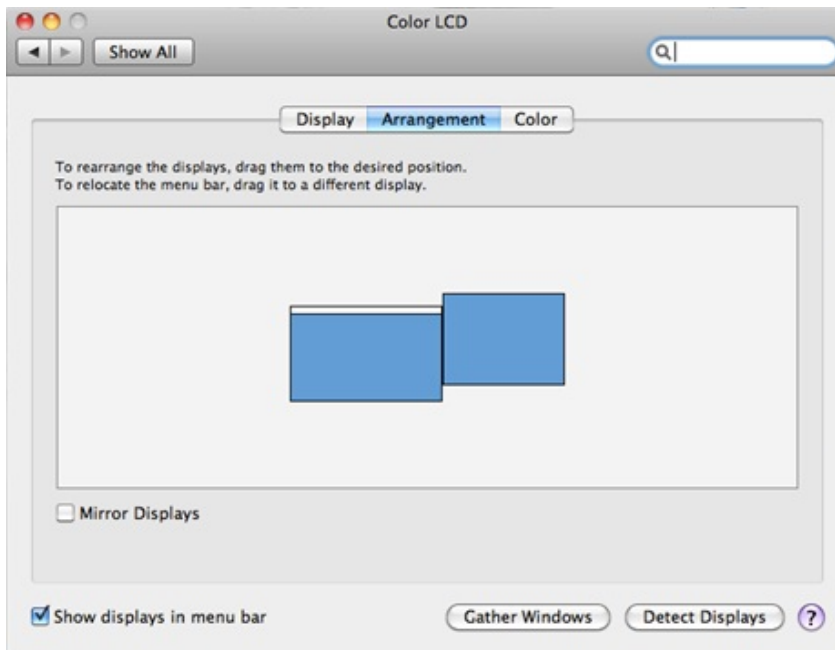 Color LCD
Show All
Display Arrangement Color
To rearrange the displays, drag them to the desired position.
To relocate the menu bar, drag it to a different display.
Mirror Displays
Show displays in menu bar Gather Windows Detect Displays ?